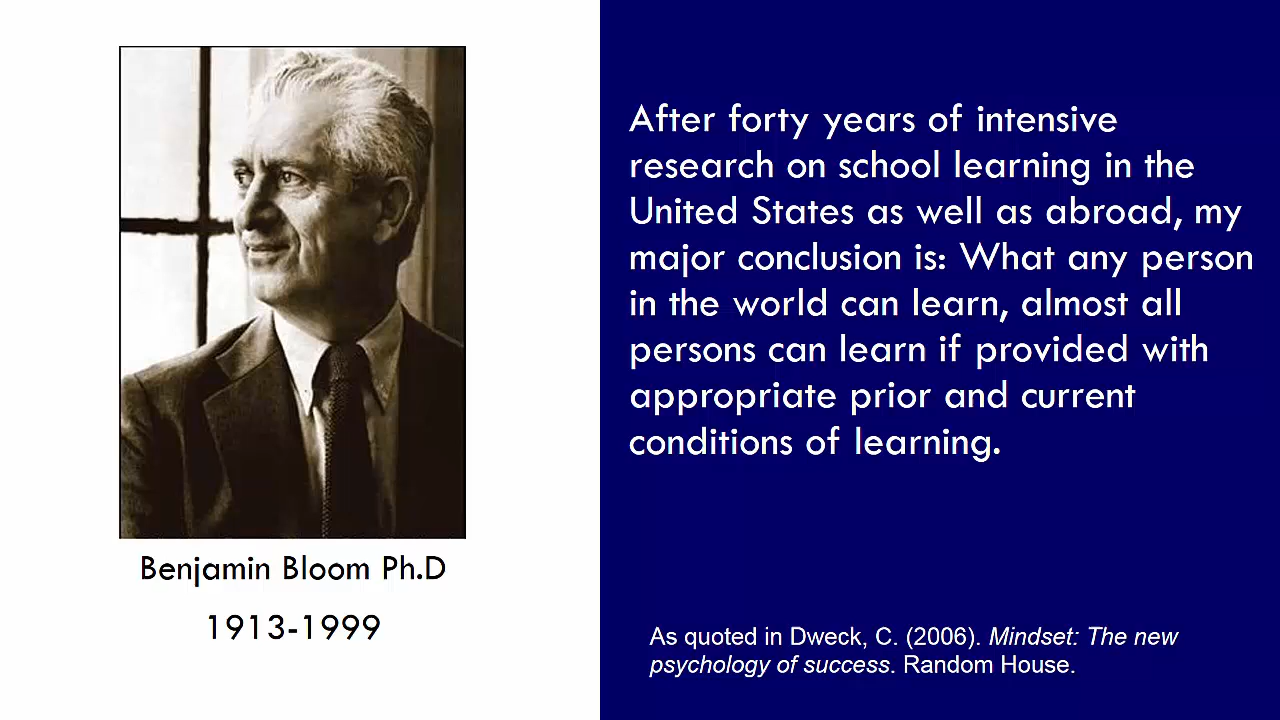 Benjamin Bloom Ph.D
1913-1999
After forty years of intensive
research on school learning in the
United States as well as abroad, my
major conclusion is: What any person
in the world can learn, almost all
persons can learn if provided with
appropriate prior and current
conditions of learning.
As quoted in Dweck, C. (2006). Mindset: The new
psychology of success. Random House.